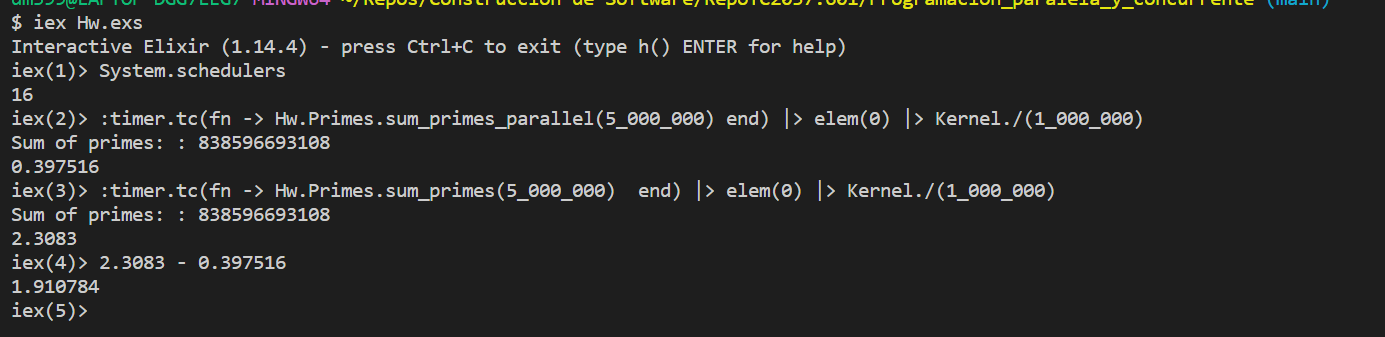 MINGW64 ~/Repos/Construccion de Software/RepoTC2037.601/Programacion_paralela_y_concurrente (main)
$ iex Hw.exs
Interactive Elixir (1.14.4) - press Ctrl+C to exit (type h() ENTER for help)
iex(1)> System.schedulers
16
iex(2)> :timer.tc(fn -> Hw.Primes.sum_primes_parallel(5_000_000) end) |> elem(0) |> Kernel./(1_000_000)
Sum of primes: : 838596693108
0.397516
iex(3)> :timer.tc(fn -> Hw.Primes.sum_primes(5_000_000)  end) |> elem(0) |> Kernel./(1_000_000)
Sum of primes: : 838596693108
2.3083
iex(4)> 2.3083 - 0.397516
1.910784
iex(5)>